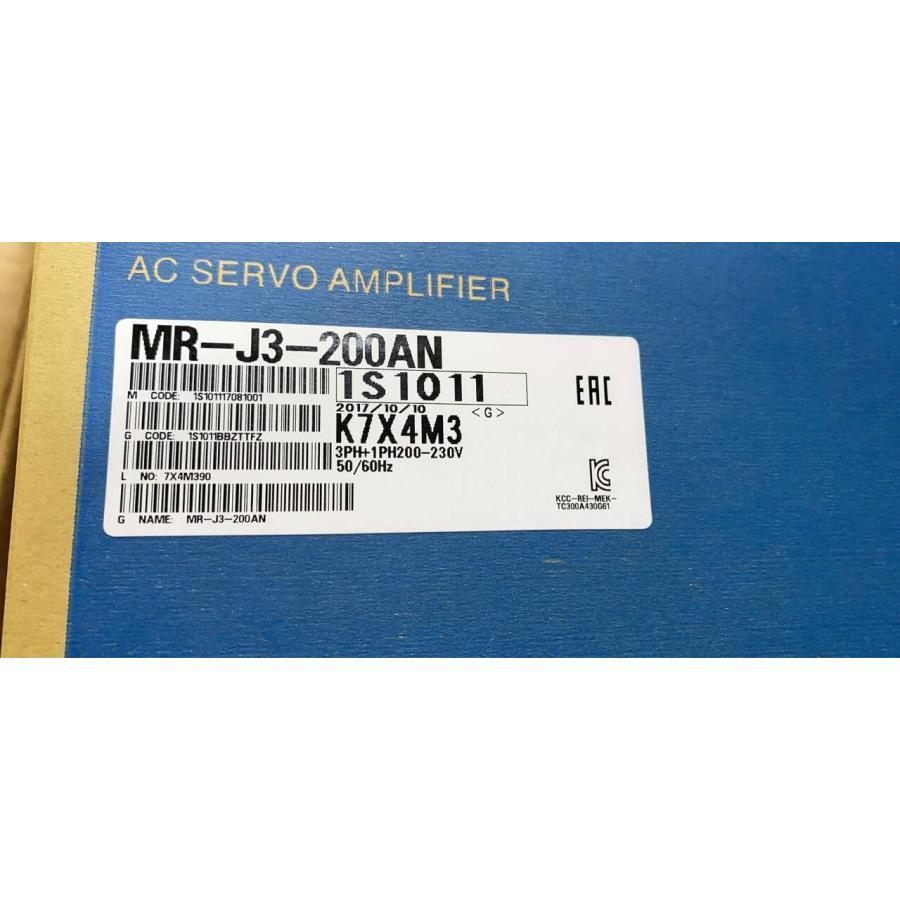 AC SERVO AMPLIFIER
MR-J3-200AN
1S1011
M CODE: 1S101117081001
2017/10/10 <G>
K7X4M3
G CODE: 1S1011BBZTTFZ
3PH+1PH200-230V
50/60Hz
L NO: 7X4M390
G NAME: MR-J3-200AN
EAC
KC
KCC-REI-MEK-
TC300A430G61